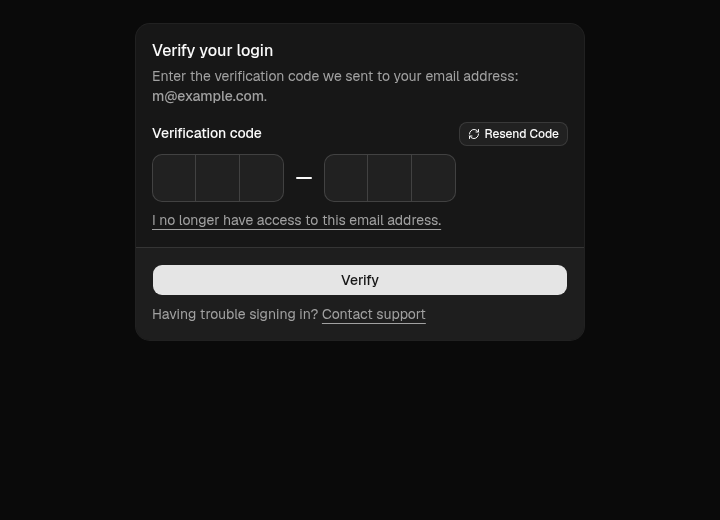 Verify your login
Enter the verification code we sent to your email address:
m@example.com.
Verification code
Resend Code
I no longer have access to this email address.
Verify
Having trouble signing in? Contact support